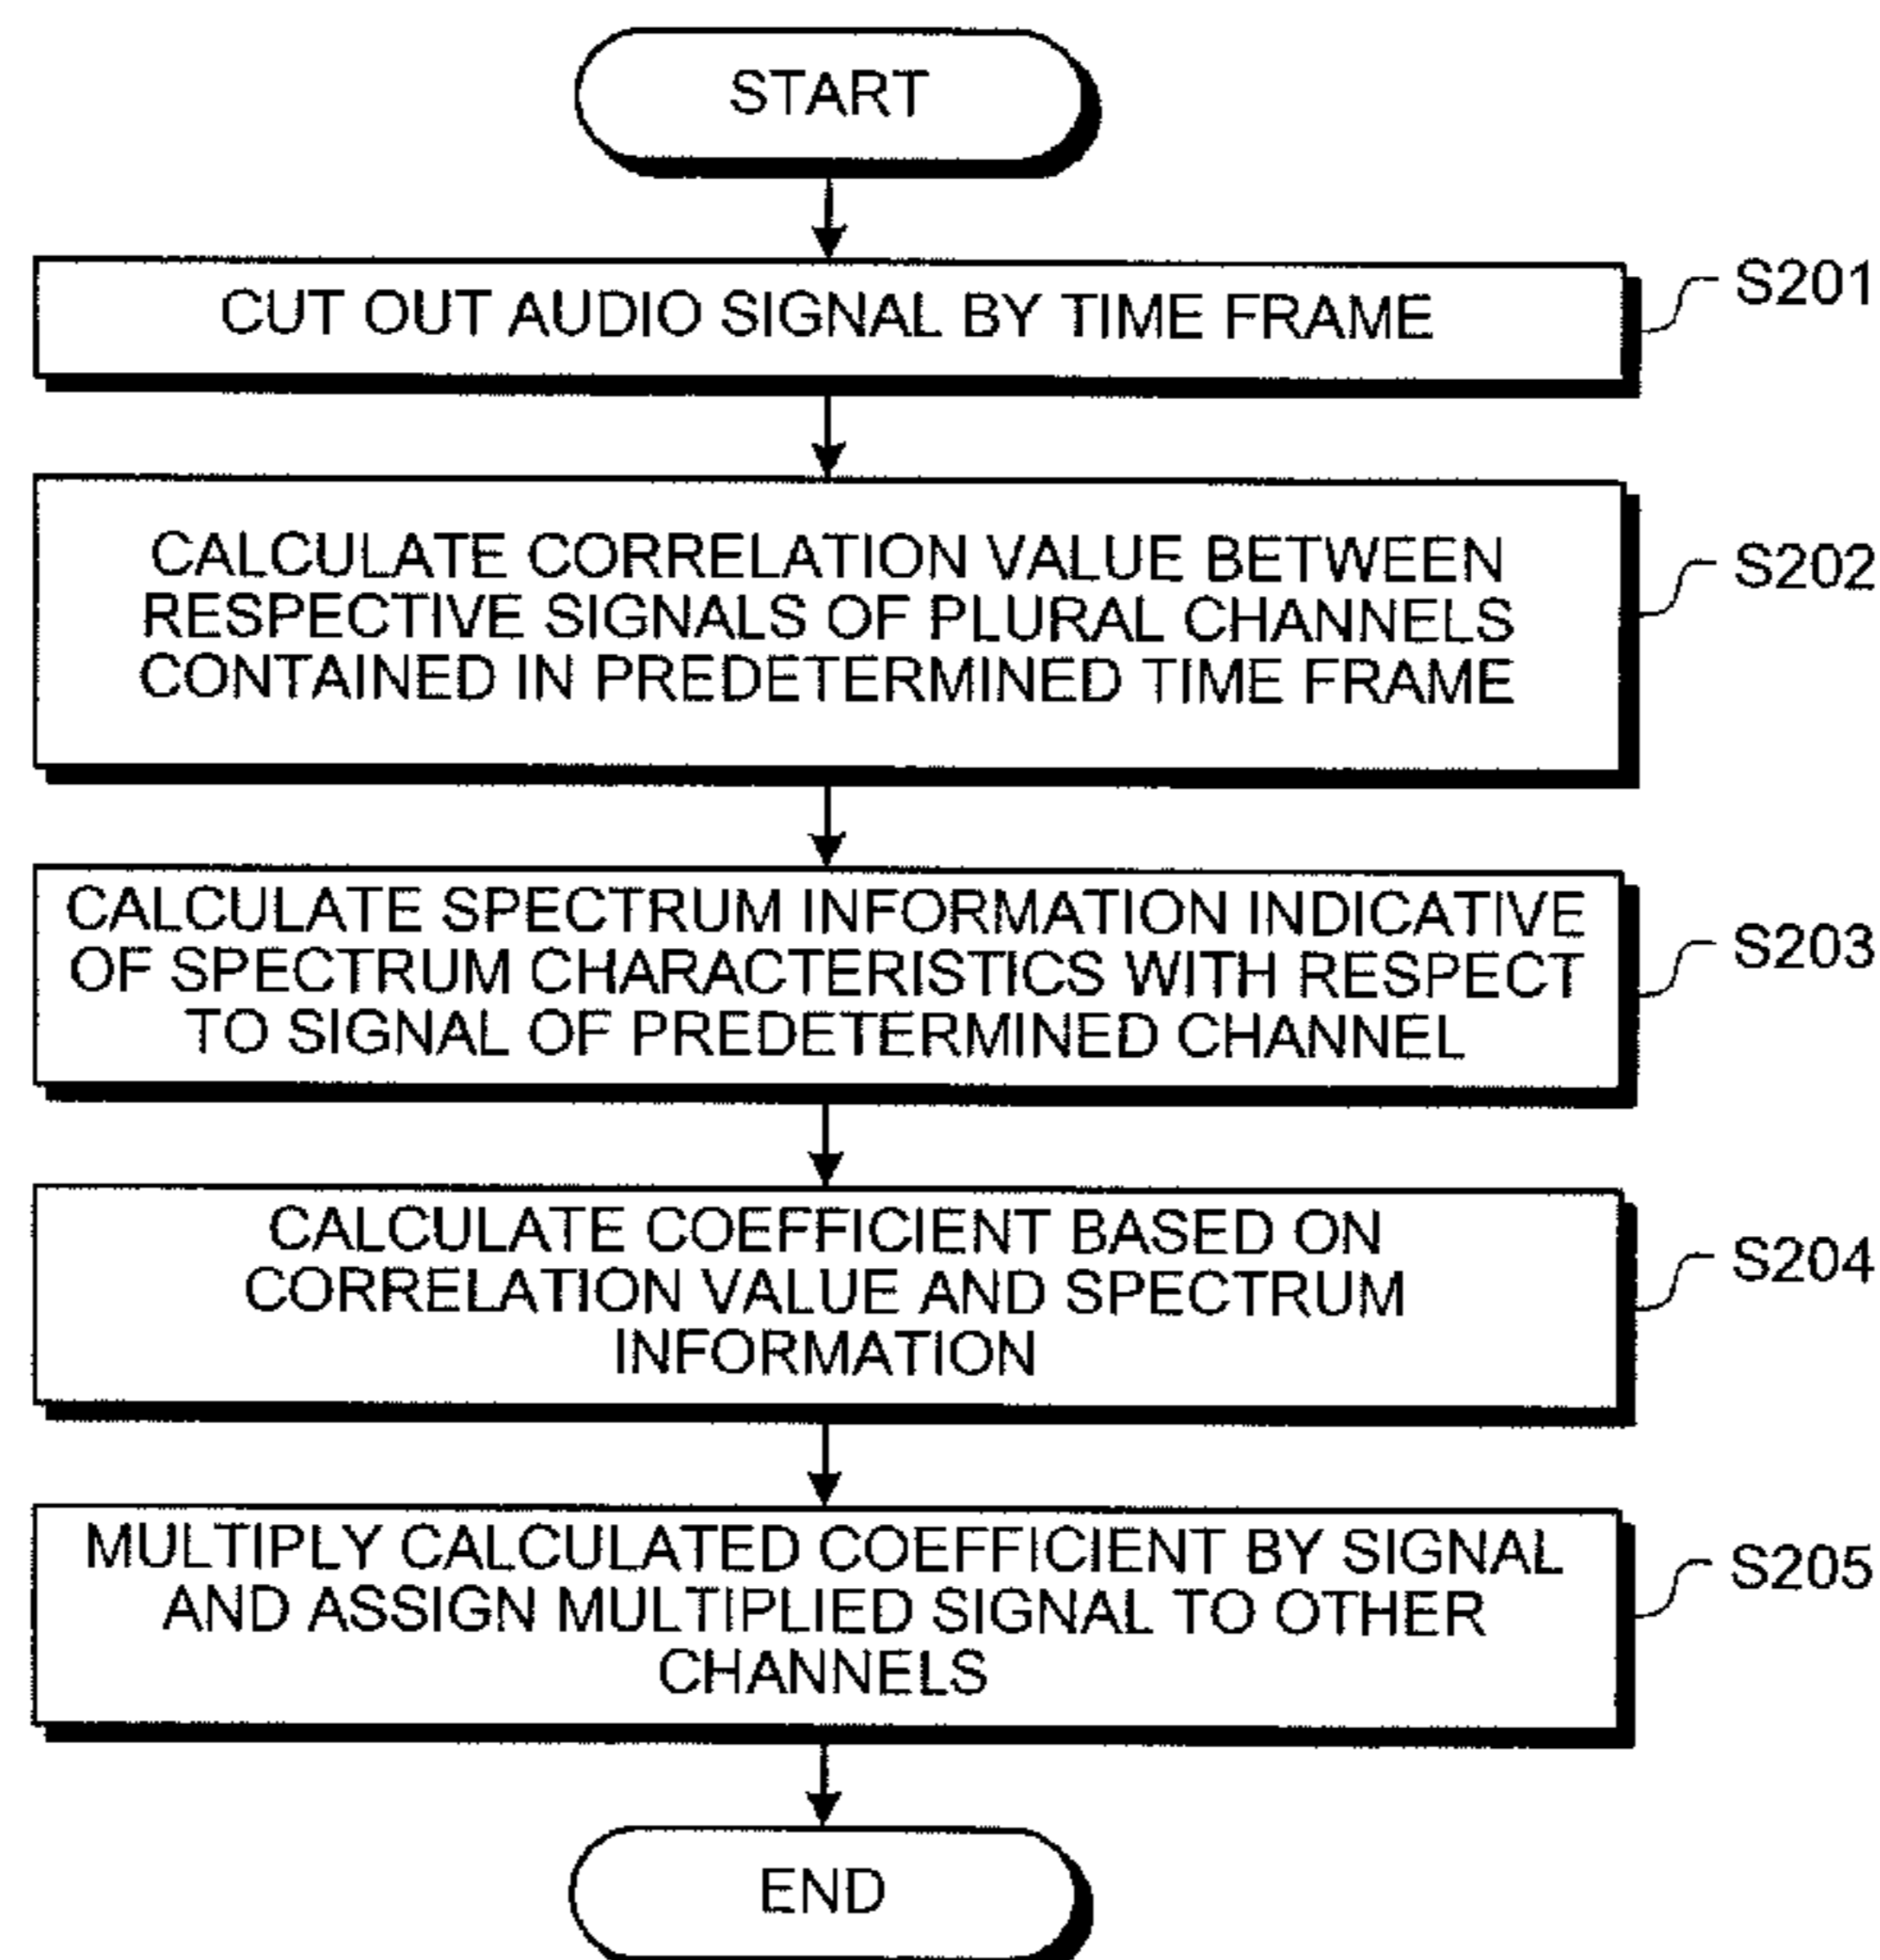 START
CUT OUT AUDIO SIGNAL BY TIME FRAME
S201
CALCULATE CORRELATION VALUE BETWEEN
RESPECTIVE SIGNALS OF PLURAL CHANNELS
CONTAINED IN PREDETERMINED TIME FRAME
S202
CALCULATE SPECTRUM INFORMATION INDICATIVE
OF SPECTRUM CHARACTERISTICS WITH RESPECT
TO SIGNAL OF PREDETERMINED CHANNEL
S203
CALCULATE COEFFICIENT BASED ON
CORRELATION VALUE AND SPECTRUM
INFORMATION
S204
MULTIPLY CALCULATED COEFFICIENT BY SIGNAL
AND ASSIGN MULTIPLIED SIGNAL TO OTHER
CHANNELS
S205
END